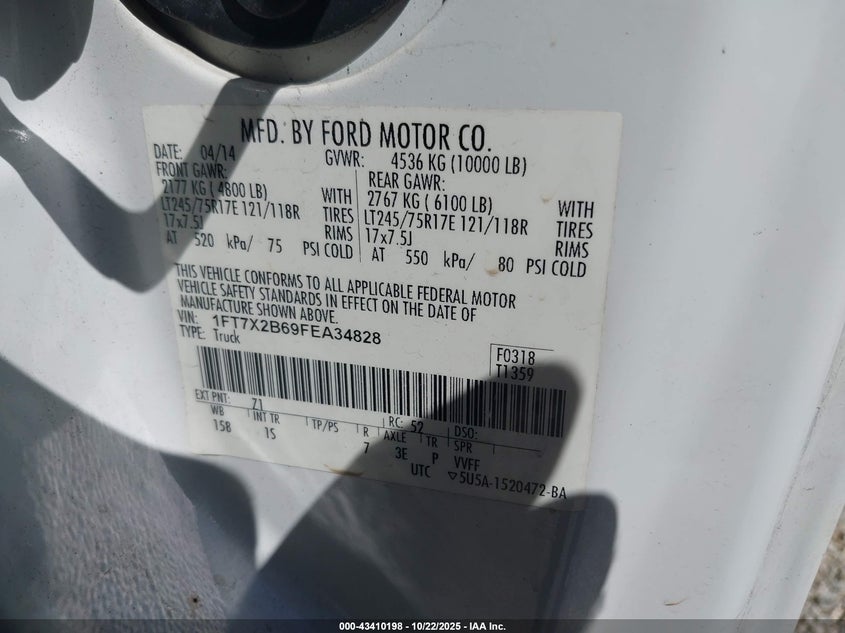 MFD. BY FORD MOTOR CO.
DATE: 04/14 GVWR: 4536 KG (10000 LB)
FRONT GAWR: REAR GAWR:
2177 KG ( 4800 LB) WITH 2767 KG ( 6100 LB) WITH
LT245/75R17E 121/118R TIRES LT245/75R17E 121/118R TIRES
17x7.5J RIMS 17x7.5J RIMS
AT 520 kPa/ 75 PSI COLD AT 550 kPa/ 80 PSI COLD
THIS VEHICLE CONFORMS TO ALL APPLICABLE FEDERAL MOTOR
VEHICLE SAFETY STANDARDS IN EFFECT ON THE DATE OF
MANUFACTURE SHOWN ABOVE.
VIN: 1FT7X2B69FEA34828
TYPE: Truck
F0318
T1359
EXT PNT: Z1 RC: 52 DSO:
WB INT TR TP/PS R AXLE TR SPR
158 IS 7 3E P VVFF
UTC ▽5U5A-1520472-BA
000-43410198 - 10/22/2025 - IAA Inc.